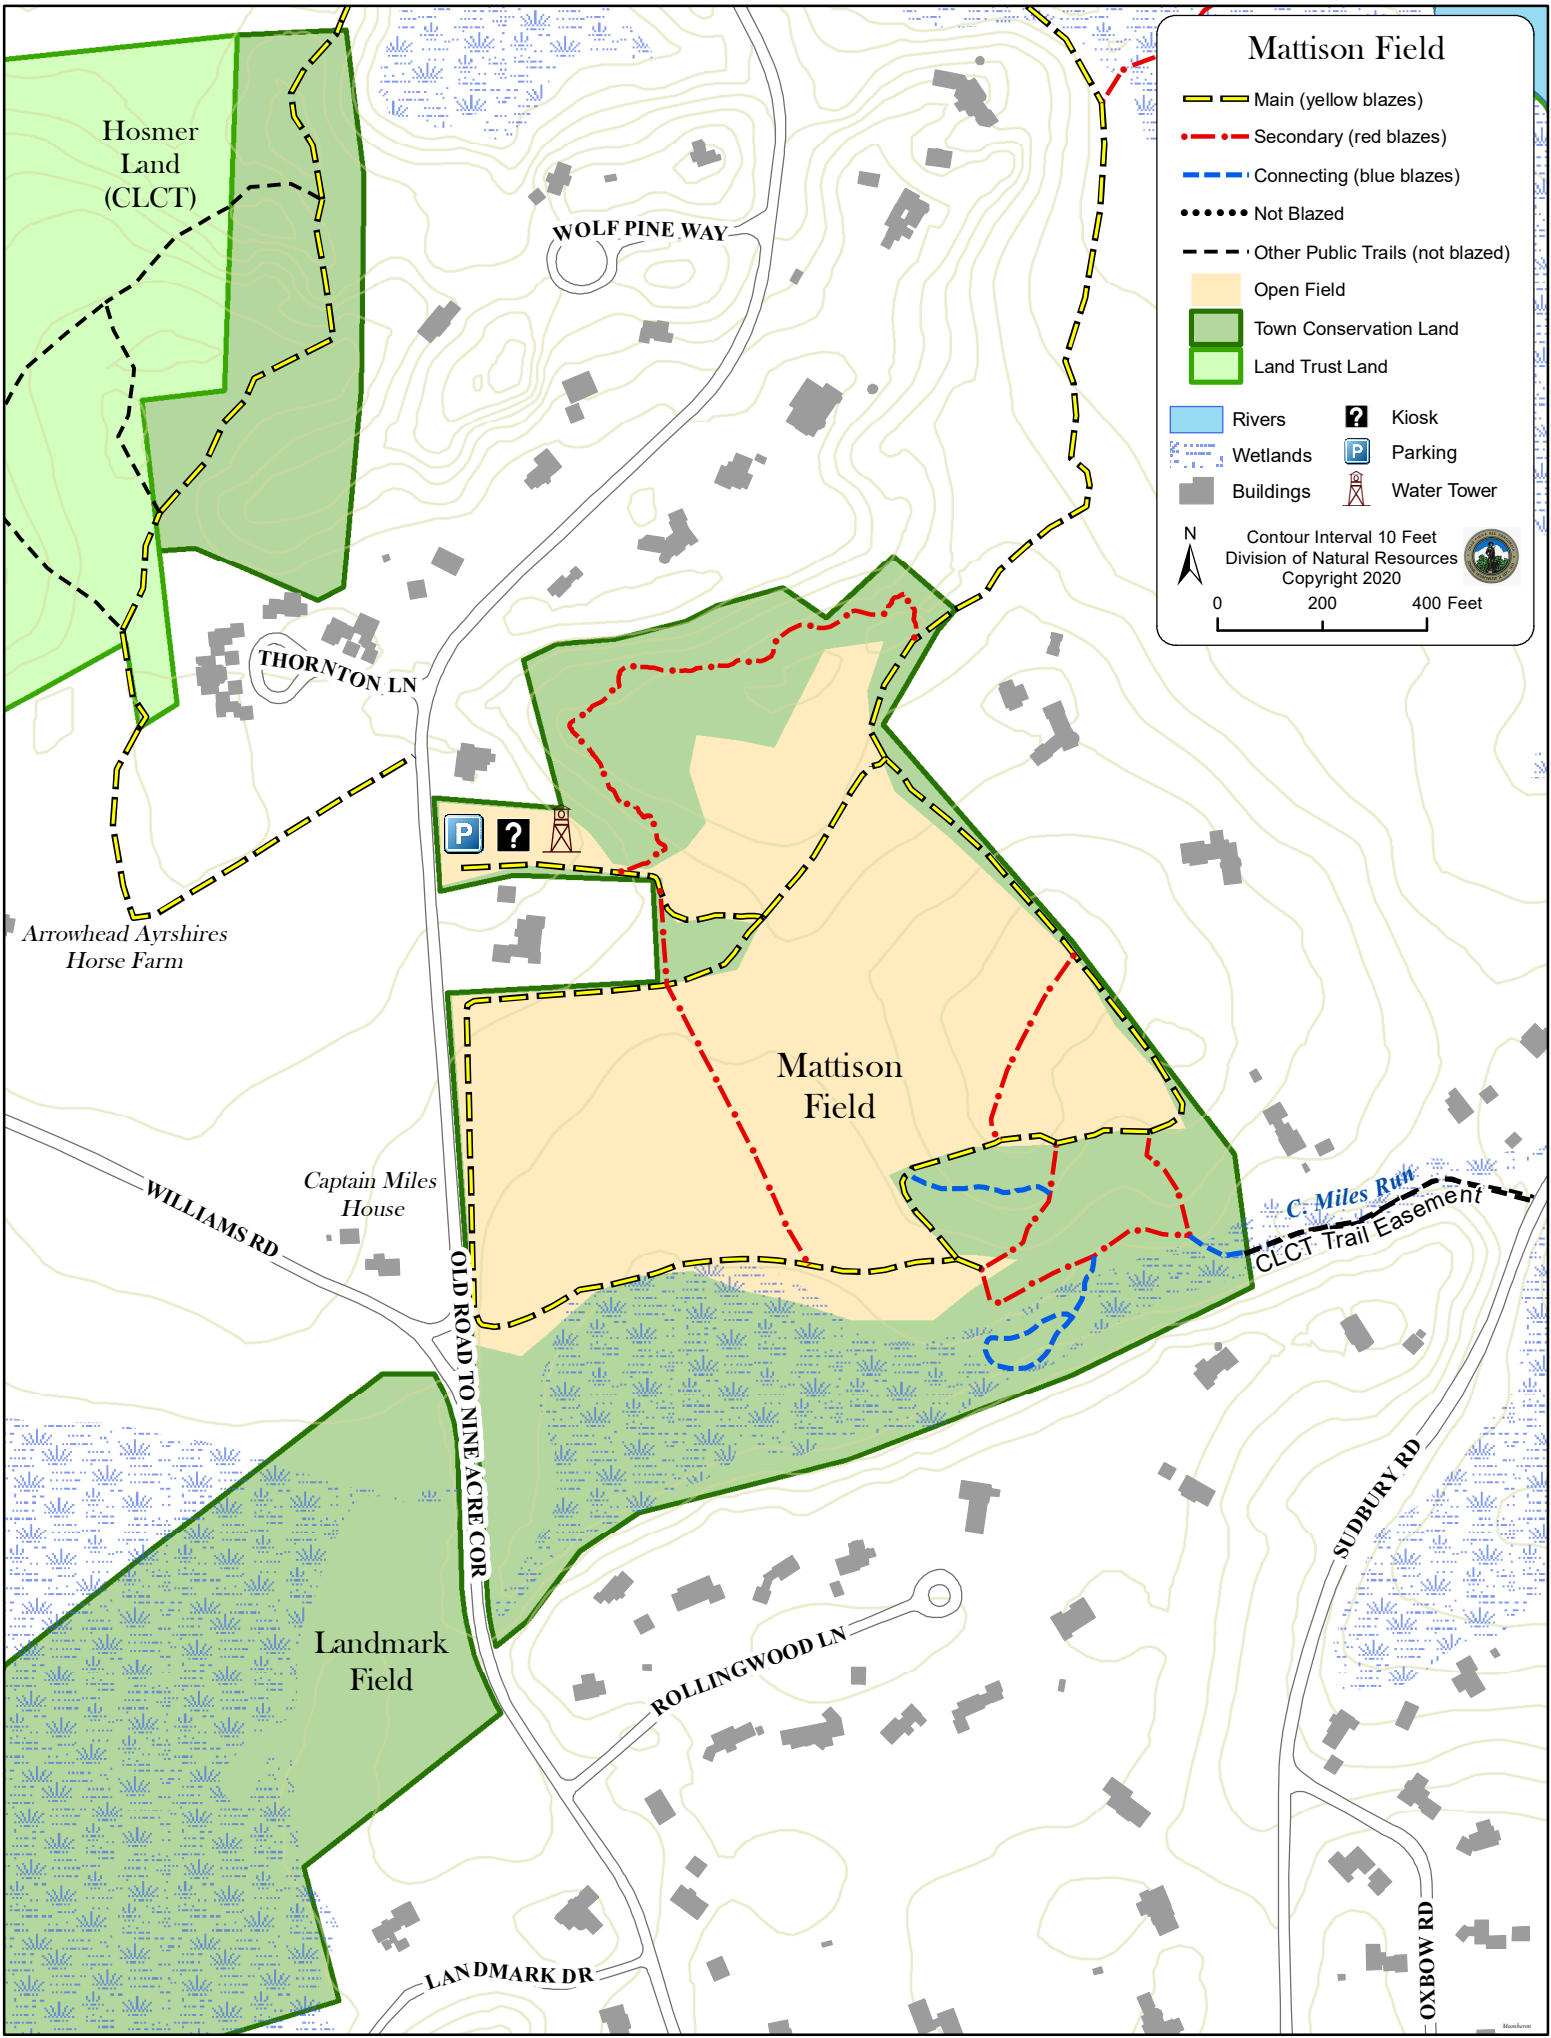 Mattison Field
Main (yellow blazes)
Secondary (red blazes)
Connecting (blue blazes)
Not Blazed
Other Public Trails (not blazed)
Open Field
Town Conservation Land
Land Trust Land
Rivers
? Kiosk
Wetlands
P Parking
Buildings
Water Tower
N
Contour Interval 10 Feet
Division of Natural Resources
Copyright 2020
0 200 400 Feet
Hosmer
Land
(CLCT)
WOLF PINE WAY
THORNTON LN
P ?
Arrowhead Ayrshires
Horse Farm
Mattison
Field
Captain Miles
House
WILLIAMS RD
C. Miles Run
CLCT Trail Easement
OLD ROAD TO NINE ACRE COR
SUDBURY RD
Landmark
Field
ROLLINGWOOD LN
LANDMARK DR
OXBOW RD